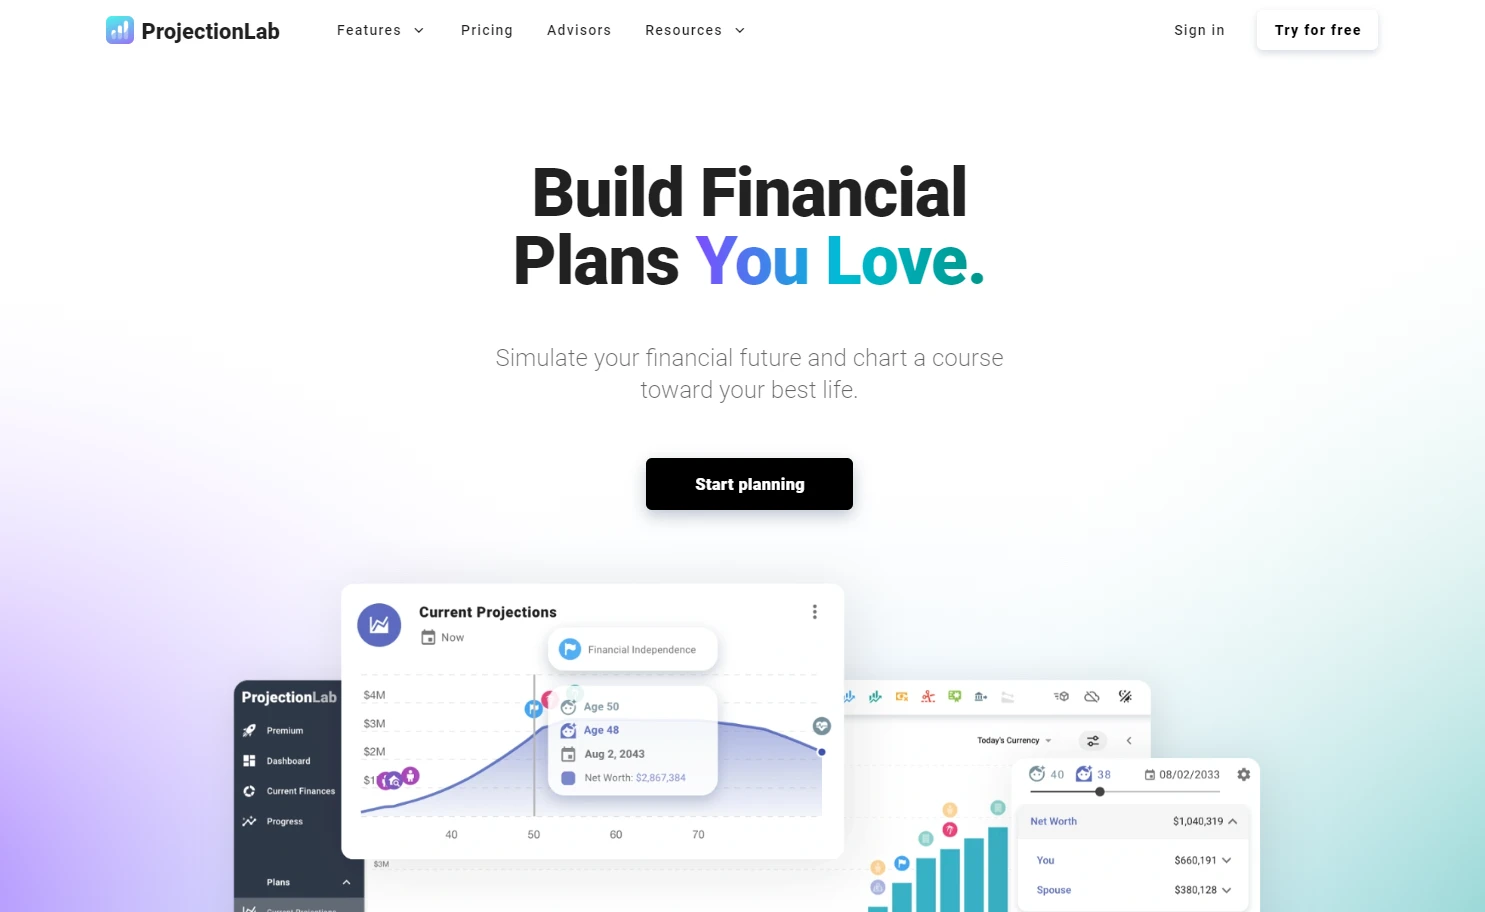 ProjectionLab
Features
Pricing
Advisors
Resources
Sign in
Try for free
Build Financial
Plans You Love.
Simulate your financial future and chart a course
toward your best life.
Start planning
Current Projections
Now
Financial Independence
$4M
$3M
$2M
Age 50
Age 48
Aug 2, 2043
Net Worth: $2,867,384
40
50
60
70
$3M
ProjectionLab
Premium
Dashboard
Current Finances
Progress
Plans
Current Projections
Today's Currency
40
38
08/02/2033
Net Worth
$1,040,319
You
$660,191
Spouse
$380,128